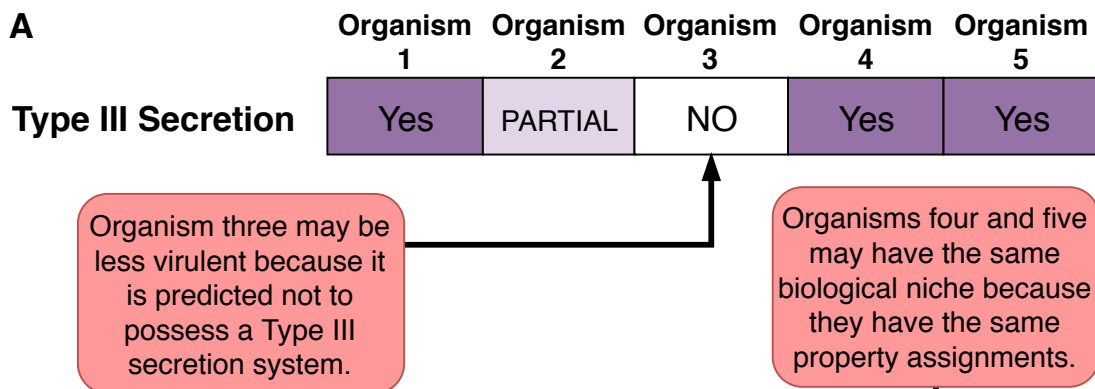 A
Organism Organism Organism Organism Organism
1 2 3 4 5
Type III Secretion Yes PARTIAL NO Yes Yes
Organism three may be
less virulent because it
is predicted not to
possess a Type III
secretion system.
Organisms four and five
may have the same
biological niche because
they have the same
property assignments.